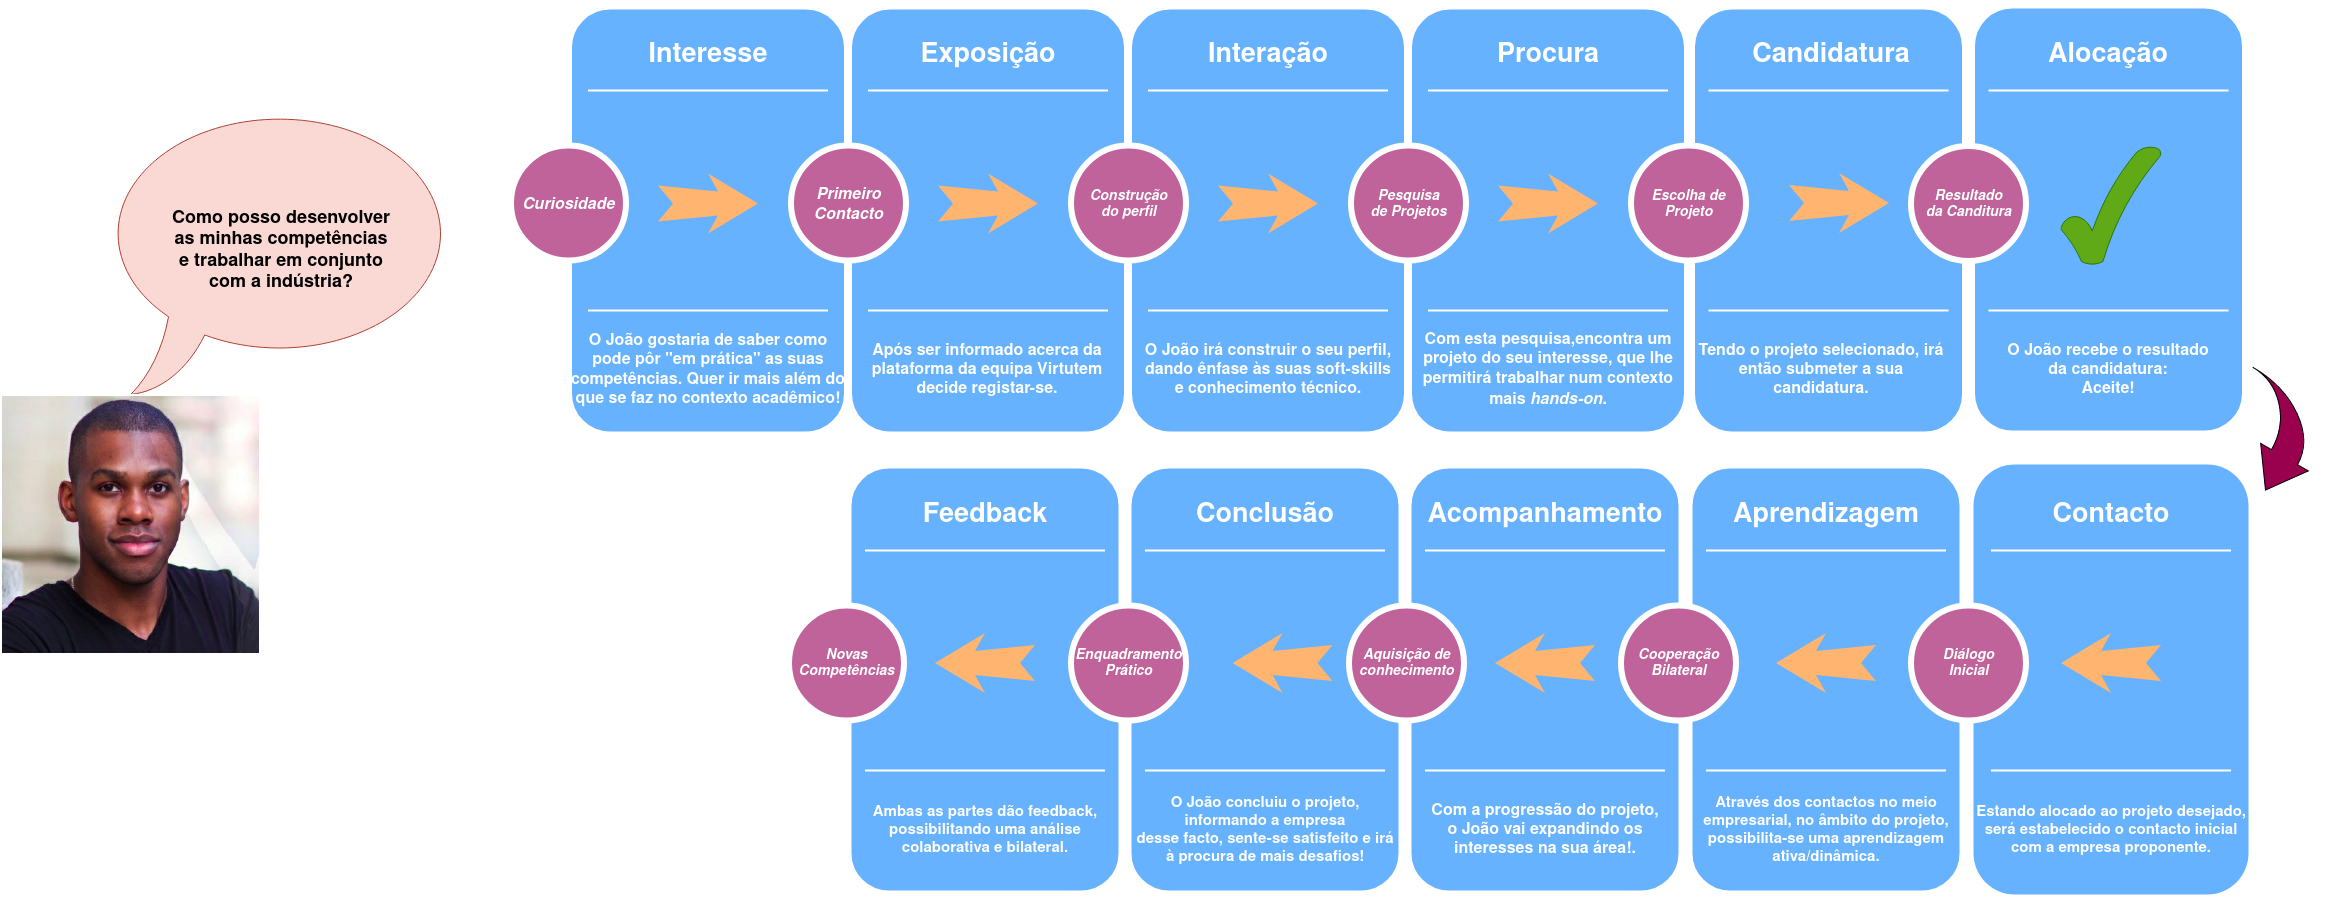 Como posso desenvolver
as minhas competências
e trabalhar em conjunto
com a indústria?
Interesse
Curiosidade
O João gostaria de saber como
pode pôr "em prática" as suas
competências. Quer ir mais além do
que se faz no contexto acadêmico!
Exposição
Primeiro
Contacto
Após ser informado acerca da
plataforma da equipa Virtutem
decide registar-se.
Interação
Construção
do perfil
O João irá construir o seu perfil,
dando ênfase às suas soft-skills
e conhecimento técnico.
Procura
Pesquisa
de Projetos
Com esta pesquisa,encontra um
projeto do seu interesse, que lhe
permitirá trabalhar num contexto
mais hands-on.
Candidatura
Escolha de
Projeto
Tendo o projeto selecionado, irá
então submeter a sua
candidatura.
Alocação
Resultado
da Canditura
O João recebe o resultado
da candidatura:
Aceite!
Contacto
Diálogo
Inicial
Estando alocado ao projeto desejado,
será estabelecido o contacto inicial
com a empresa proponente.
Aprendizagem
Cooperação
Bilateral
Através dos contactos no meio
empresarial, no âmbito do projeto,
possibilita-se uma aprendizagem
ativa/dinâmica.
Acompanhamento
Aquisição de
conhecimento
Com a progressão do projeto,
o João vai expandindo os
interesses na sua área!.
Conclusão
Enquadramento
Prático
O João concluiu o projeto,
informando a empresa
desse facto, sente-se satisfeito e irá
à procura de mais desafios!
Feedback
Novas
Competências
Ambas as partes dão feedback,
possibilitando uma análise
colaborativa e bilateral.